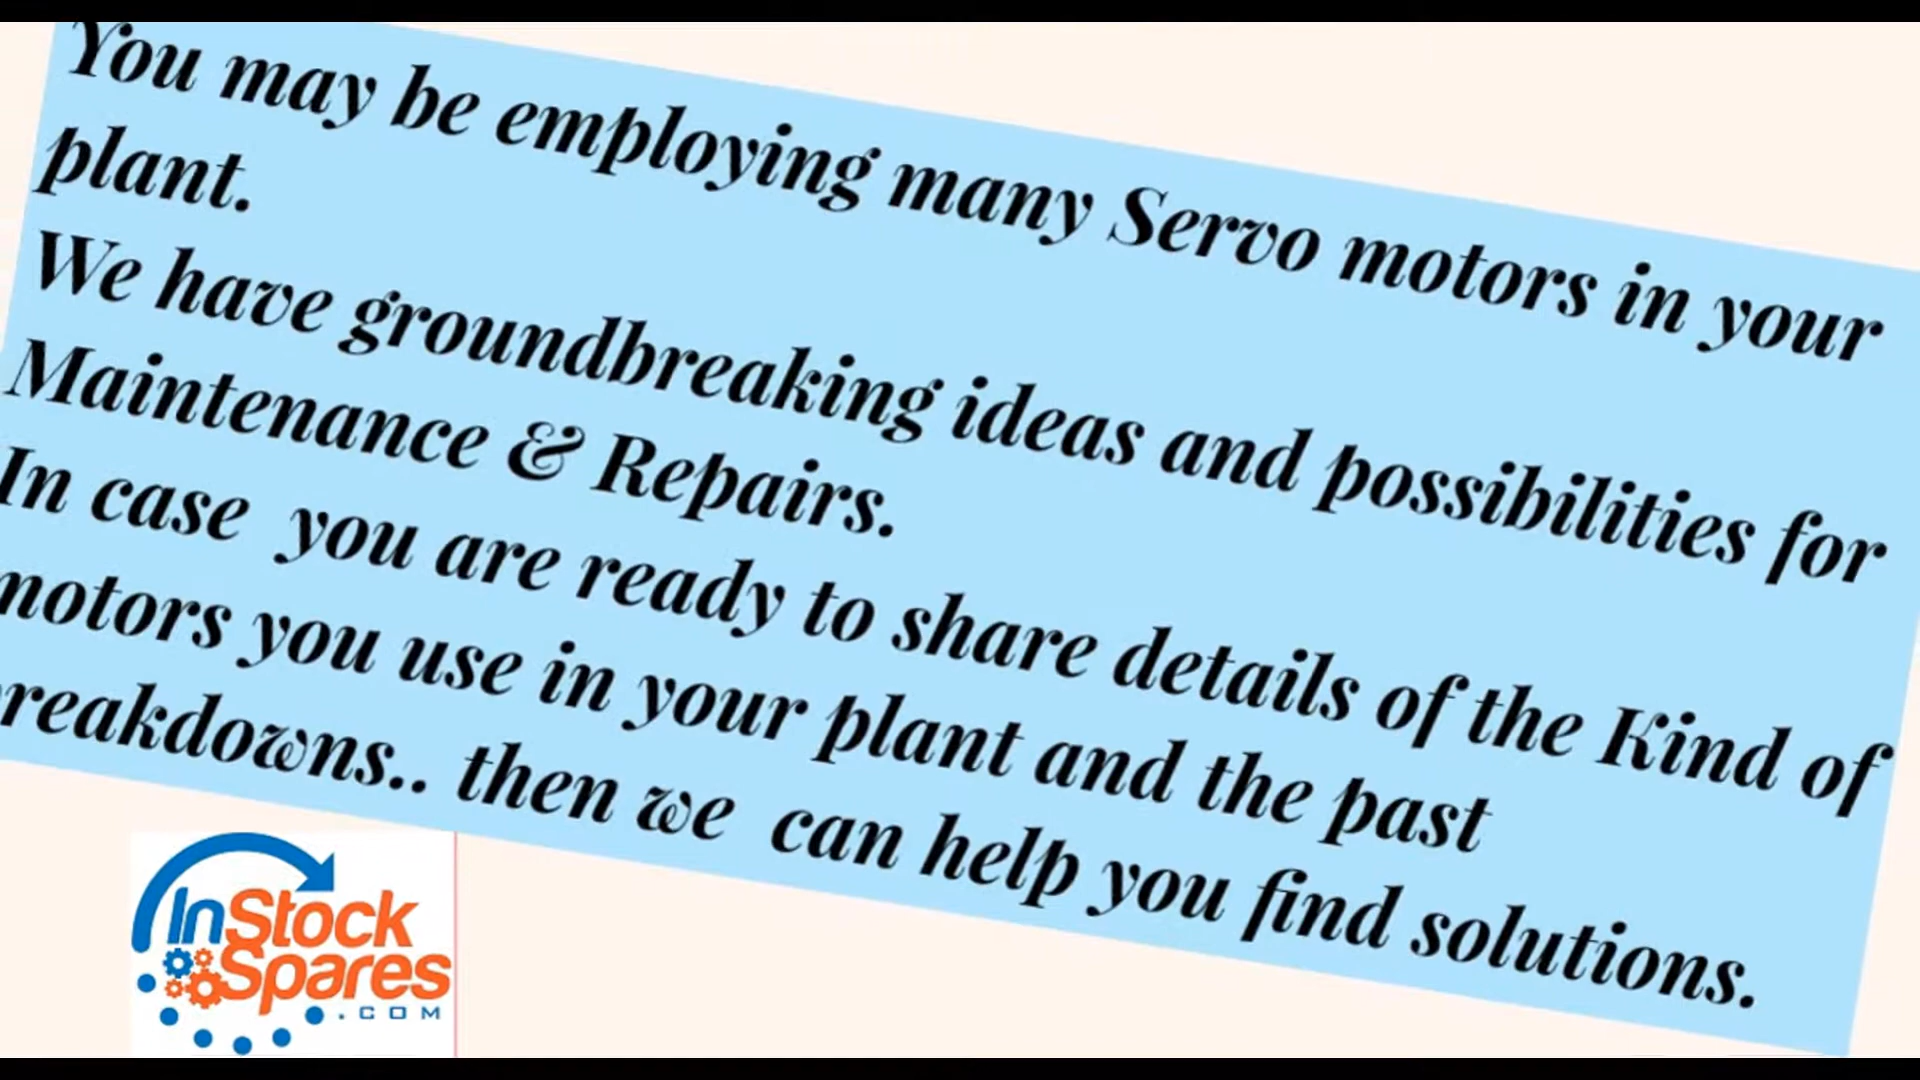 You may be employing many Servo motors in your
plant.
We have groundbreaking ideas and possibilities for
Maintenance & Repairs.
In case you are ready to share details of the Kind of
motors you use in your plant and the past
reakdowns.. then we can help you find solutions.
InStock
Spares
.COM